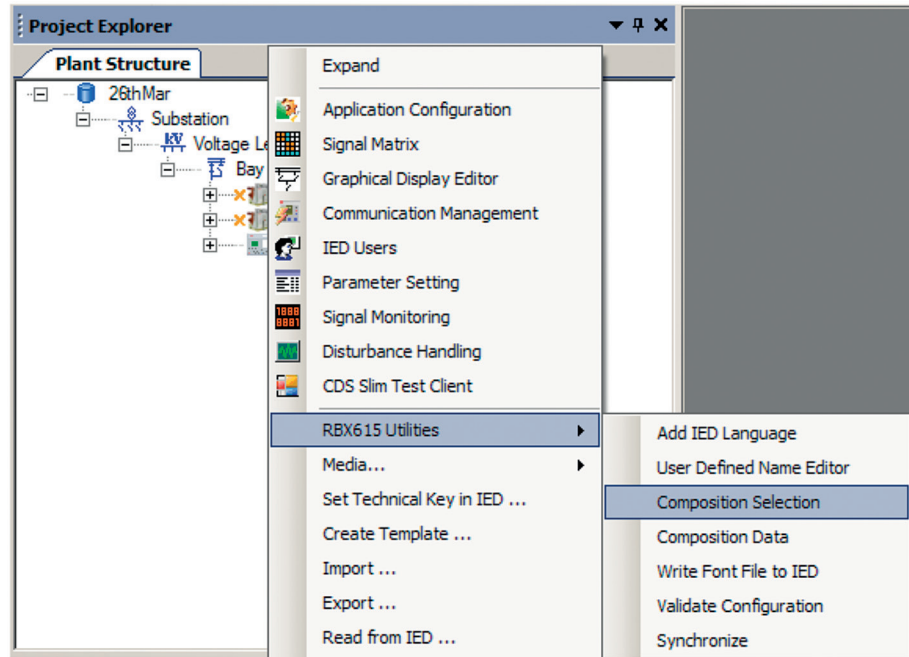 Project Explorer
Plant Structure
26thMar
Substation
Voltage Le
Bay
Expand
Application Configuration
Signal Matrix
Graphical Display Editor
Communication Management
IED Users
Parameter Setting
Signal Monitoring
Disturbance Handling
CDS Slim Test Client
RBX615 Utilities
Media...
Set Technical Key in IED ...
Create Template ...
Import ...
Export ...
Read from IED ...
Add IED Language
User Defined Name Editor
Composition Selection
Composition Data
Write Font File to IED
Validate Configuration
Synchronize